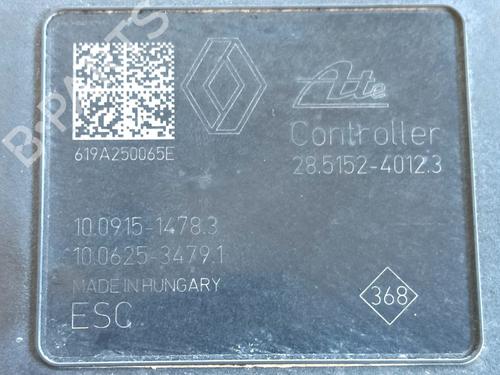 B-PARTS
619A250065E
Ate
Controller
28.5152-4012.3
10.0915-1478.3
10.0625-3479.1
MADE IN HUNGARY
ESC
368